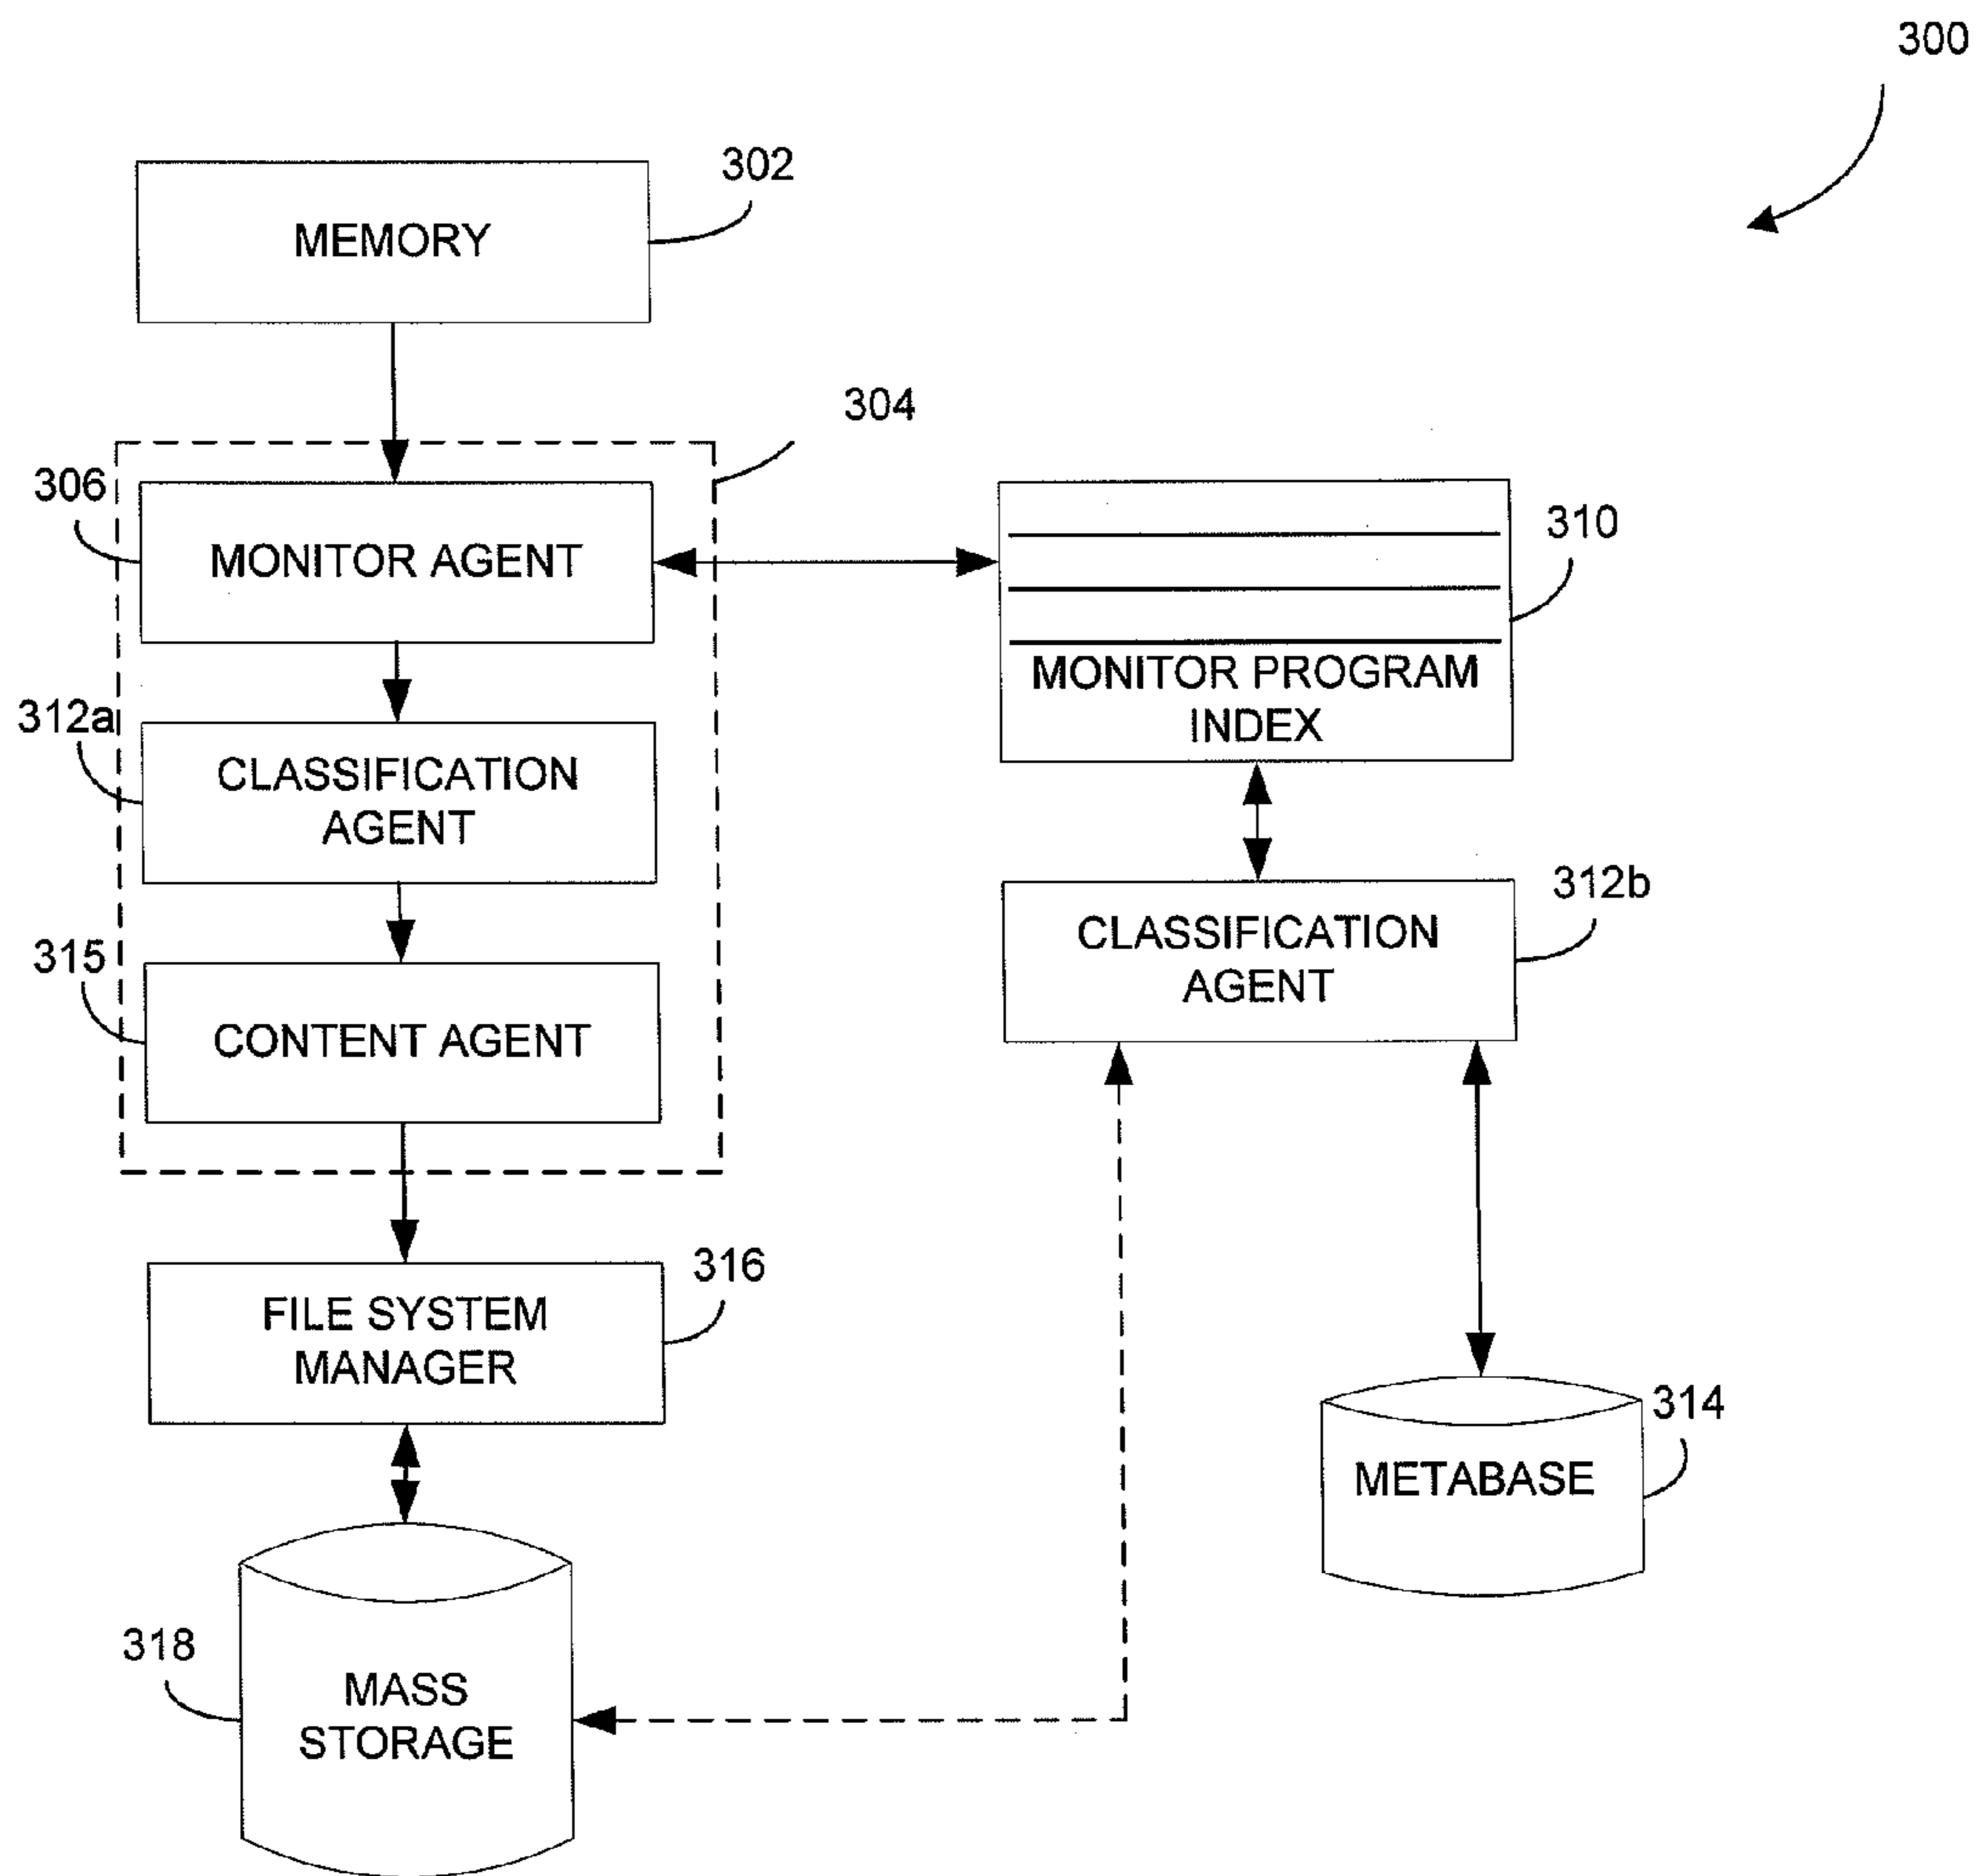 300
302
MEMORY
304
306
MONITOR AGENT
310
MONITOR PROGRAM
INDEX
312a
CLASSIFICATION
AGENT
312b
CLASSIFICATION
AGENT
315
CONTENT AGENT
316
FILE SYSTEM
MANAGER
314
METABASE
318
MASS
STORAGE